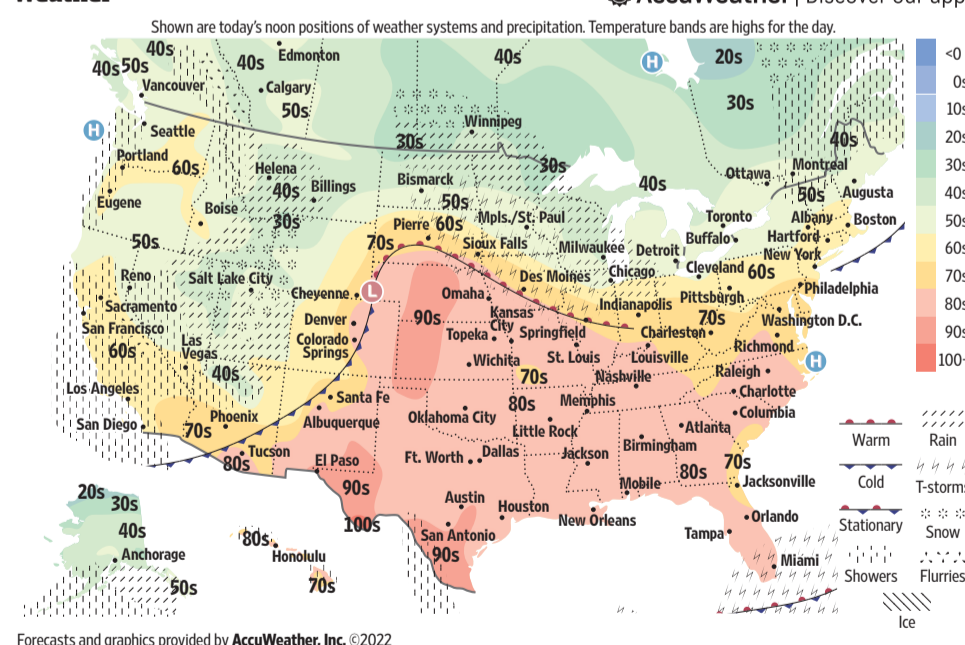 Weather
AccuWeather | Discover our app
Shown are today's noon positions of weather systems and precipitation. Temperature bands are highs for the day.
40s
40s 50s
Vancouver
Seattle
Portland
60s
Eugene
Boise
50s
Edmonton
40s
Calgary
50s
40s
Winnipeg
30s
30s
20s
30s
40s
40s
Helena
40s
Billings
30s
Bismarck
50s
Pierre
60s
70s
Mpls./St. Paul
Sioux Falls
Milwaukee
Detroit
Chicago
Ottawa
Montreal
50s
Augusta
Toronto
Albany
Boston
Buffalo
Hartford
New York
Cleveland
60s
Pittsburgh
Philadelphia
Washington D.C.
70s
Charleston
Richmond
Reno
Sacramento
San Francisco
60s
Salt Lake City
Las
Vegas
40s
Los Angeles
San Diego
70s
Phoenix
Tucson
80s
Cheyenne
Denver
Colorado
Springs
Santa Fe
Albuquerque
El Paso
90s
100s
90s
Omaha
Des Moines
Kansas
City
Topeka
Springfield
Wichita
St. Louis
Indianapolis
Louisville
70s
Nashville
80s
Memphis
Oklahoma City
Little Rock
Ft. Worth
Dallas
Jackson
Birmingham
Atlanta
Raleigh
Charlotte
Columbia
80s
70s
Jacksonville
Mobile
New Orleans
Austin
Houston
San Antonio
90s
Orlando
Tampa
Miami
20s
30s
40s
Anchorage
50s
80s
Honolulu
70s
H
H
H
L
<0
0s
10s
20s
30s
40s
50s
60s
70s
80s
90s
100+
Warm
Rain
Cold
T-storms
Stationary
Snow
Showers
Flurries
Ice
Forecasts and graphics provided by AccuWeather, Inc. ©2022